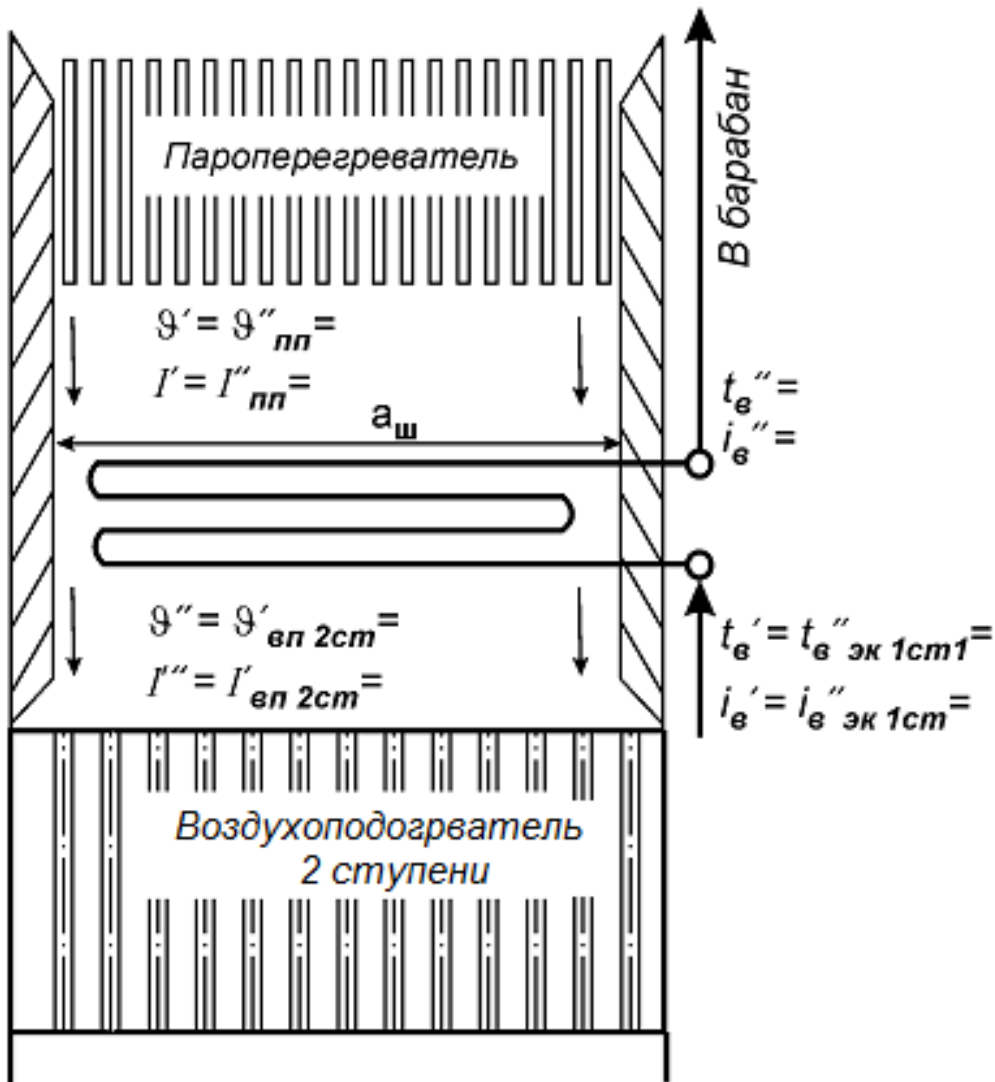 Пароперегреватель
В барабан
ϑ′ = ϑ″пп=
I′ = I″пп=
aш
tв″ =
iв″ =
ϑ″ = ϑ′вп 2ст=
I′″ = I′вп 2ст=
tв′ = tв″эк 1ст1=
iв′ = iв″эк 1ст=
Воздухоподогрватель
2 ступени